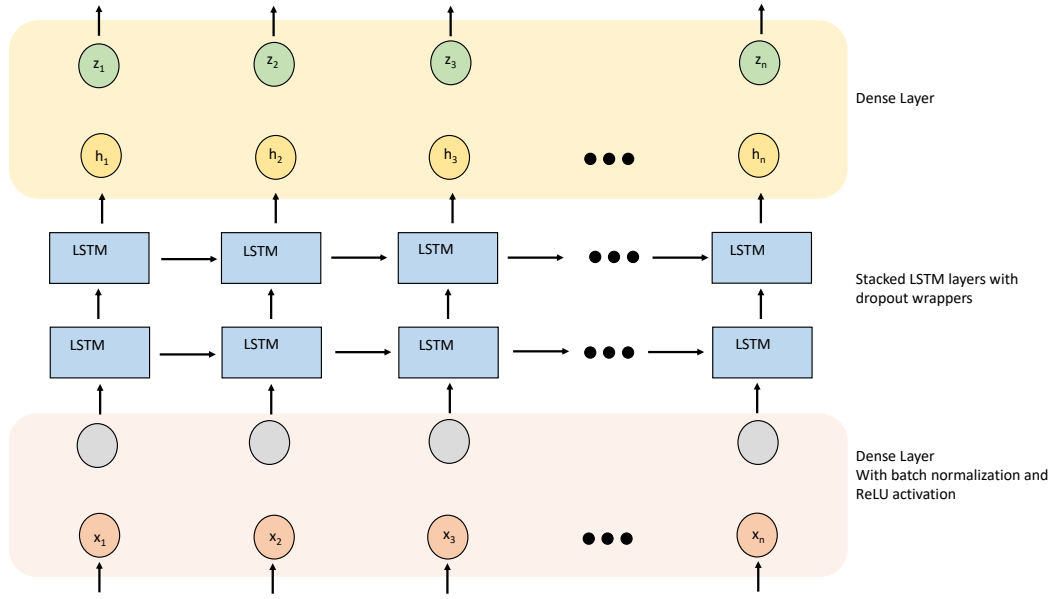 z1 z2 z3 zn
Dense Layer
h1 h2 h3 hn
LSTM LSTM LSTM LSTM
Stacked LSTM layers with
dropout wrappers
LSTM LSTM LSTM LSTM
Dense Layer
With batch normalization and
ReLU activation
x1 x2 x3 xn